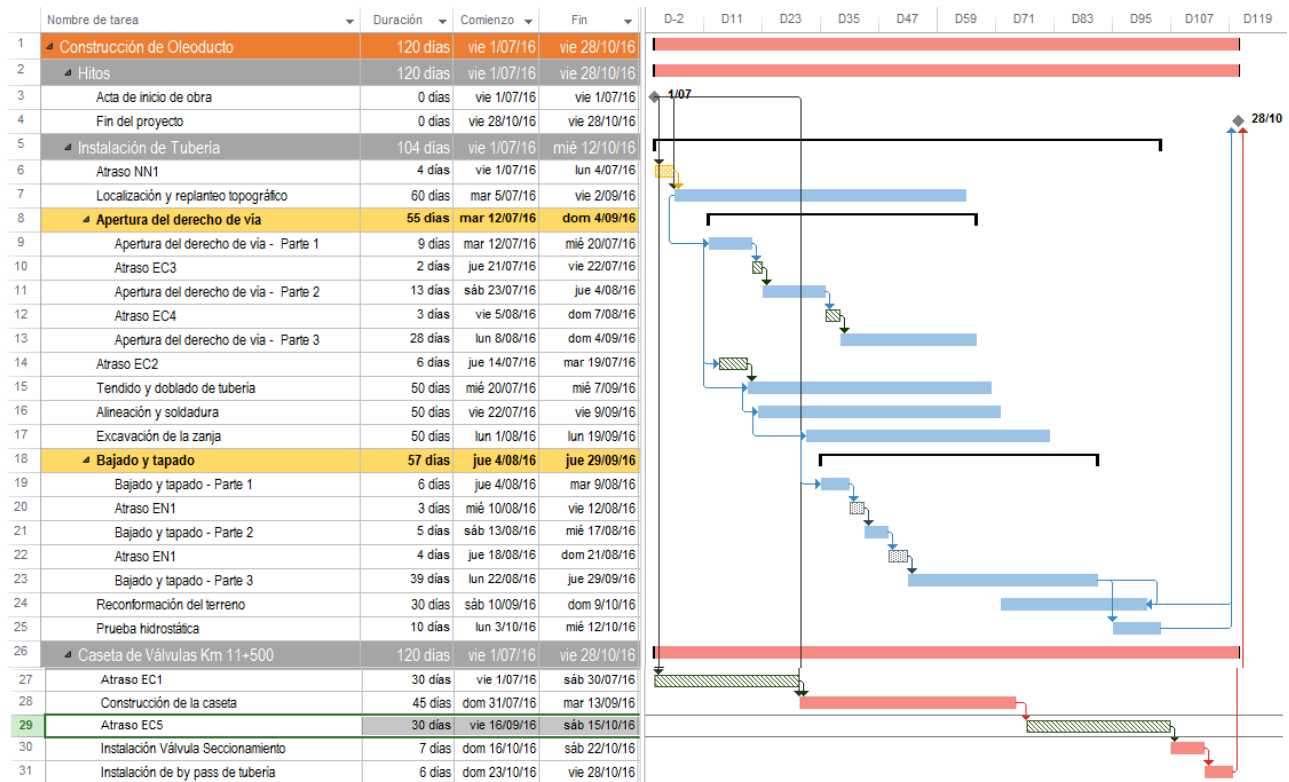 Nombre de tarea Duración Comienzo Fin D-2 D11 D23 D35 D47 D59 D71 D83 D95 D107 D119
1 Construcción de Oleoducto 120 días vie 1/07/16 vie 28/10/16
2 Hitos 120 días vie 1/07/16 vie 28/10/16
3 Acta de inicio de obra 0 días vie 1/07/16 vie 1/07/16 1/07
4 Fin del proyecto 0 días vie 28/10/16 vie 28/10/16 28/10
5 Instalación de Tubería 104 días vie 1/07/16 mié 12/10/16
6 Atraso NN1 4 días vie 1/07/16 lun 4/07/16
7 Localización y replanteo topográfico 60 días mar 5/07/16 vie 2/09/16
8 Apertura del derecho de vía 55 días mar 12/07/16 dom 4/09/16
9 Apertura del derecho de vía - Parte 1 9 días mar 12/07/16 mié 20/07/16
10 Atraso EC3 2 días jue 21/07/16 vie 22/07/16
11 Apertura del derecho de vía - Parte 2 13 días sáb 23/07/16 jue 4/08/16
12 Atraso EC4 3 días vie 5/08/16 dom 7/08/16
13 Apertura del derecho de vía - Parte 3 28 días lun 8/08/16 dom 4/09/16
14 Atraso EC2 6 días jue 14/07/16 mar 19/07/16
15 Tendido y doblado de tubería 50 días mié 20/07/16 mié 7/09/16
16 Alineación y soldadura 50 días vie 22/07/16 vie 9/09/16
17 Excavación de la zanja 50 días lun 1/08/16 lun 19/09/16
18 Bajado y tapado 57 días jue 4/08/16 jue 29/09/16
19 Bajado y tapado - Parte 1 6 días jue 4/08/16 mar 9/08/16
20 Atraso EN1 3 días mié 10/08/16 vie 12/08/16
21 Bajado y tapado - Parte 2 5 días sáb 13/08/16 mié 17/08/16
22 Atraso EN1 4 días jue 18/08/16 dom 21/08/16
23 Bajado y tapado - Parte 3 39 días lun 22/08/16 jue 29/09/16
24 Reconformación del terreno 30 días sáb 10/09/16 dom 9/10/16
25 Prueba hidrostática 10 días lun 3/10/16 mié 12/10/16
26 Caseta de Válvulas Km 11+500 120 días vie 1/07/16 vie 28/10/16
27 Atraso EC1 30 días vie 1/07/16 sáb 30/07/16
28 Construcción de la caseta 45 días dom 31/07/16 mar 13/09/16
29 Atraso EC5 30 días vie 16/09/16 sáb 15/10/16
30 Instalación Válvula Seccionamiento 7 días dom 16/10/16 sáb 22/10/16
31 Instalación de by pass de tubería 6 días dom 23/10/16 vie 28/10/16